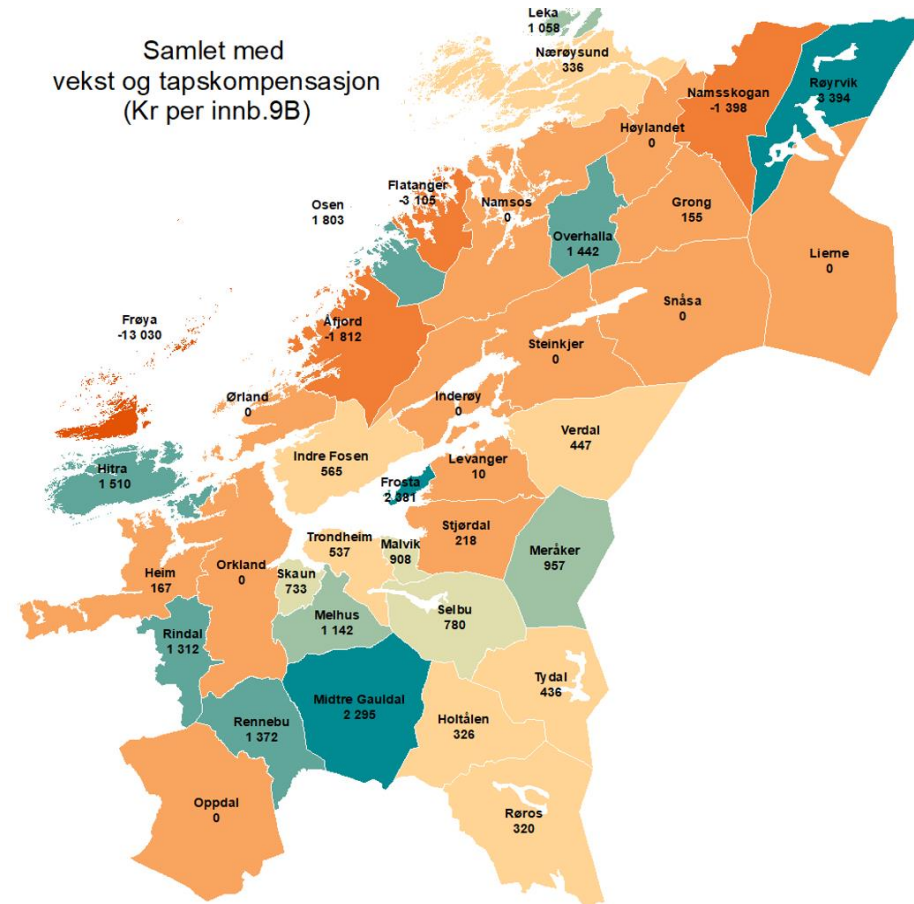 Samlet med
vekst og tapskompensasjon
(Kr per innb.9B)
Leka
1 058
Nærøysund
336
Namsskogan
-1 398
Røyrvik
3 394
Høylandet
0
Osen
1 803
Flatanger
-3 105
Namsos
0
Overhalla
1 442
Grong
155
Lierne
0
Snåsa
0
Frøya
-13 030
Åfjord
-1 812
Steinkjer
0
Ørland
0
Inderøy
0
Verdal
447
Indre Fosen
565
Levanger
10
Hitra
1 510
Frosta
2 381
Stjørdal
218
Trondheim
537
Malvik
908
Meråker
957
Heim
167
Orkland
0
Skaun
733
Melhus
1 142
Selbu
780
Rindal
1 312
Tydal
436
Midtre Gauldal
2 295
Rennebu
1 372
Holtålen
326
Oppdal
0
Røros
320